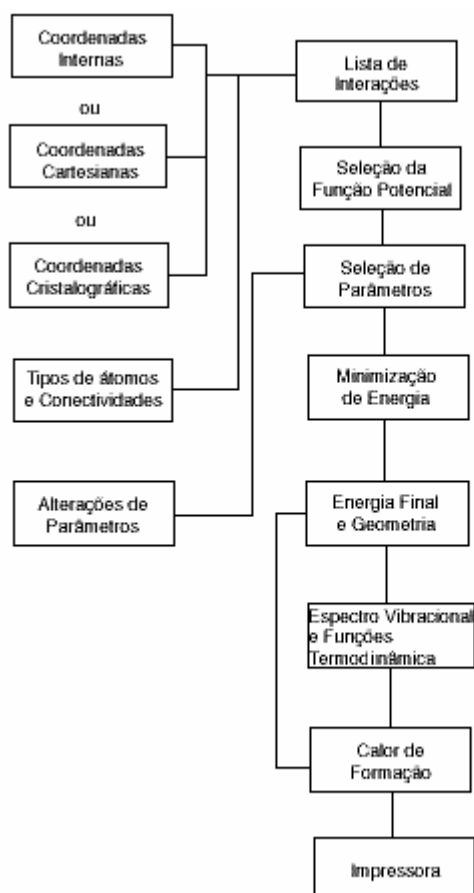 Coordenadas
Internas
ou
Coordenadas
Cartesianas
ou
Coordenadas
Cristalográficas
Tipos de átomos
e Conectividades
Alterações de
Parâmetros
Lista de
Interações
Seleção da
Função Potencial
Seleção de
Parâmetros
Minimização
de Energia
Energia Final
e Geometria
Espectro Vibracional
e Funções
Termodinâmica
Calor de
Formação
Impressora